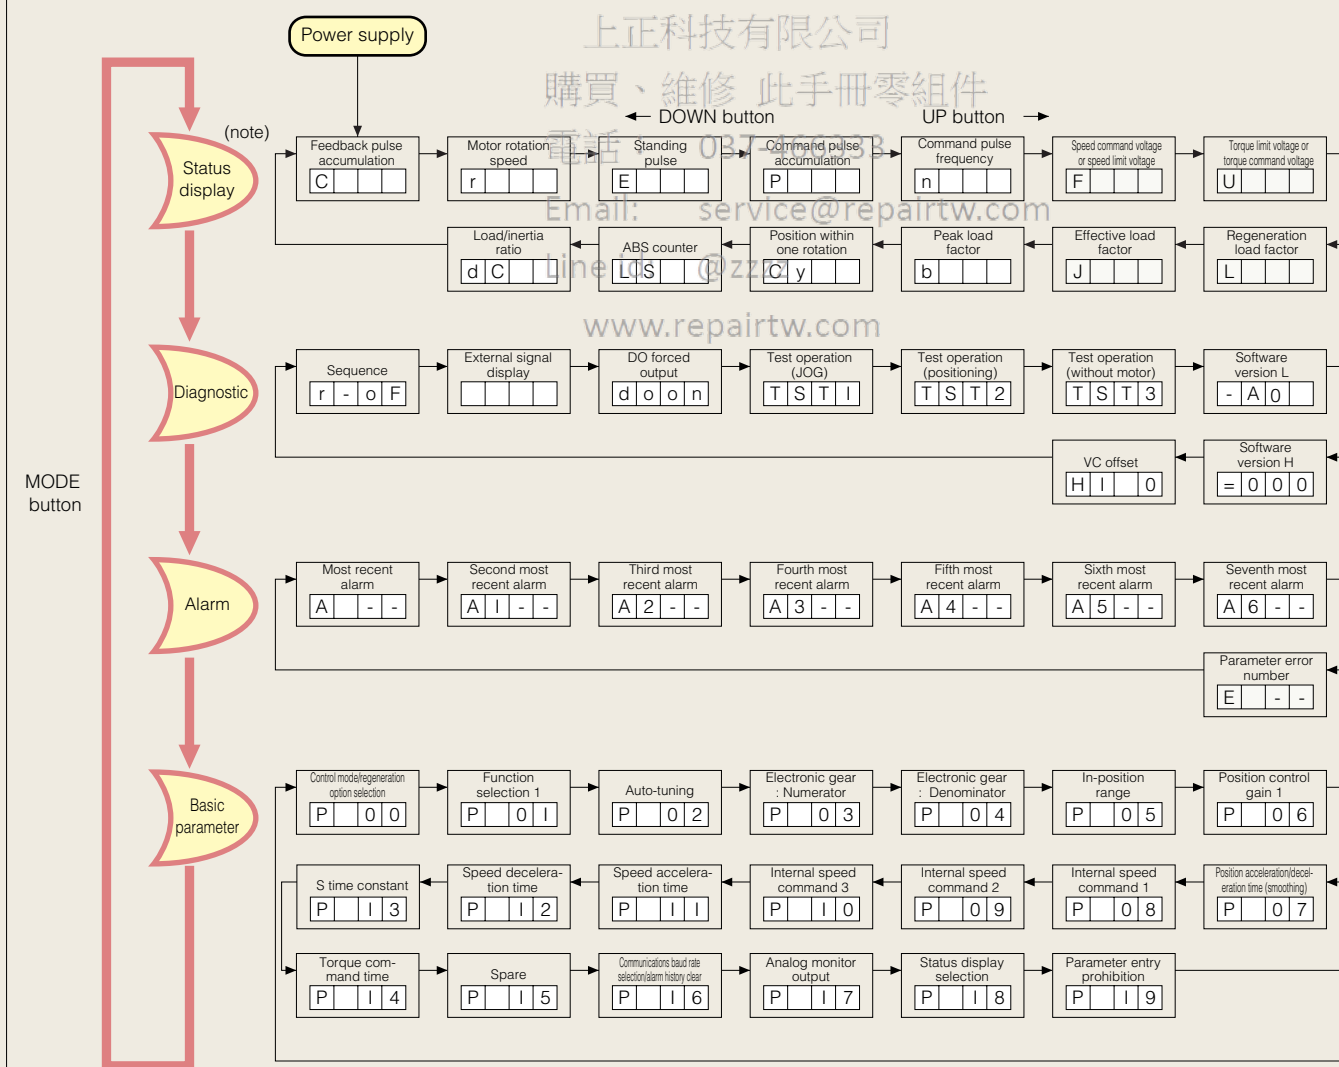 Power supply
上正科技有限公司
購買、維修 此手冊零組件
電話: 037-466333
Email: service@repairtw.com
Line id: @zzzz
www.repairtw.com
← DOWN button UP button →
MODE
button
Status
display
(note)
Feedback pulse
accumulation
C
Motor rotation
speed
r
Standing
pulse
E
Command pulse
accumulation
P
Command pulse
frequency
n
Speed command voltage
or speed limit voltage
F
Torque limit voltage or
torque command voltage
U
Load/inertia
ratio
d C
ABS counter
L S
Position within
one rotation
C y
Peak load
factor
b
Effective load
factor
J
Regeneration
load factor
L
Diagnostic
Sequence
r - o F
External signal
display
DO forced
output
d o o n
Test operation
(JOG)
T S T I
Test operation
(positioning)
T S T 2
Test operation
(without motor)
T S T 3
Software
version L
- A 0
VC offset
H I 0
Software
version H
= 0 0 0
Alarm
Most recent
alarm
A - -
Second most
recent alarm
A I - -
Third most
recent alarm
A 2 - -
Fourth most
recent alarm
A 3 - -
Fifth most
recent alarm
A 4 - -
Sixth most
recent alarm
A 5 - -
Seventh most
recent alarm
A 6 - -
Parameter error
number
E - -
Basic
parameter
Control mode/regeneration
option selection
P 0 0
Function
selection 1
P 0 I
Auto-tuning
P 0 2
Electronic gear
: Numerator
P 0 3
Electronic gear
: Denominator
P 0 4
In-position
range
P 0 5
Position control
gain 1
P 0 6
S time constant
P I 3
Speed decelera-
tion time
P I 2
Speed accelera-
tion time
P I I
Internal speed
command 3
P I 0
Internal speed
command 2
P 0 9
Internal speed
command 1
P 0 8
Position acceleration/decel-
eration time (smoothing)
P 0 7
Torque com-
mand time
P I 4
Spare
P I 5
Communications baud rate
selection/alarm history clear
P I 6
Analog monitor
output
P I 7
Status display
selection
P I 8
Parameter entry
prohibition
P I 9